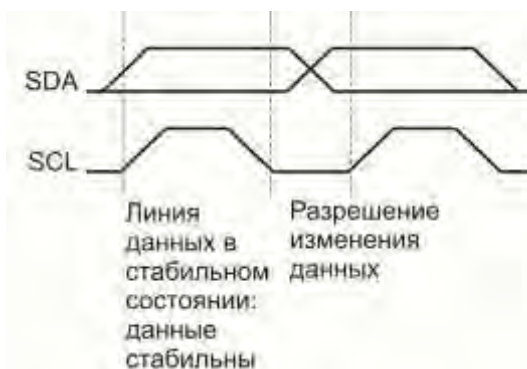 SDA
SCL
Линия
данных в
стабильном
состоянии:
данные
стабильны
Разрешение
изменения
данных